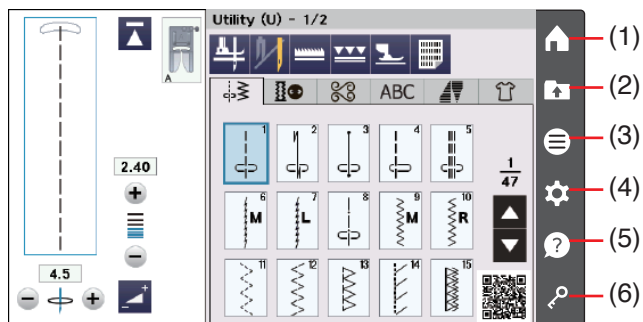 Utility (U) – 1/2
A
ABC
1 2 3 4 5
2.40
1
47
6 M 7 L 8 9 M 10 R
4.5
11 12 13 14 15
?
(1)
(2)
(3)
(4)
(5)
(6)